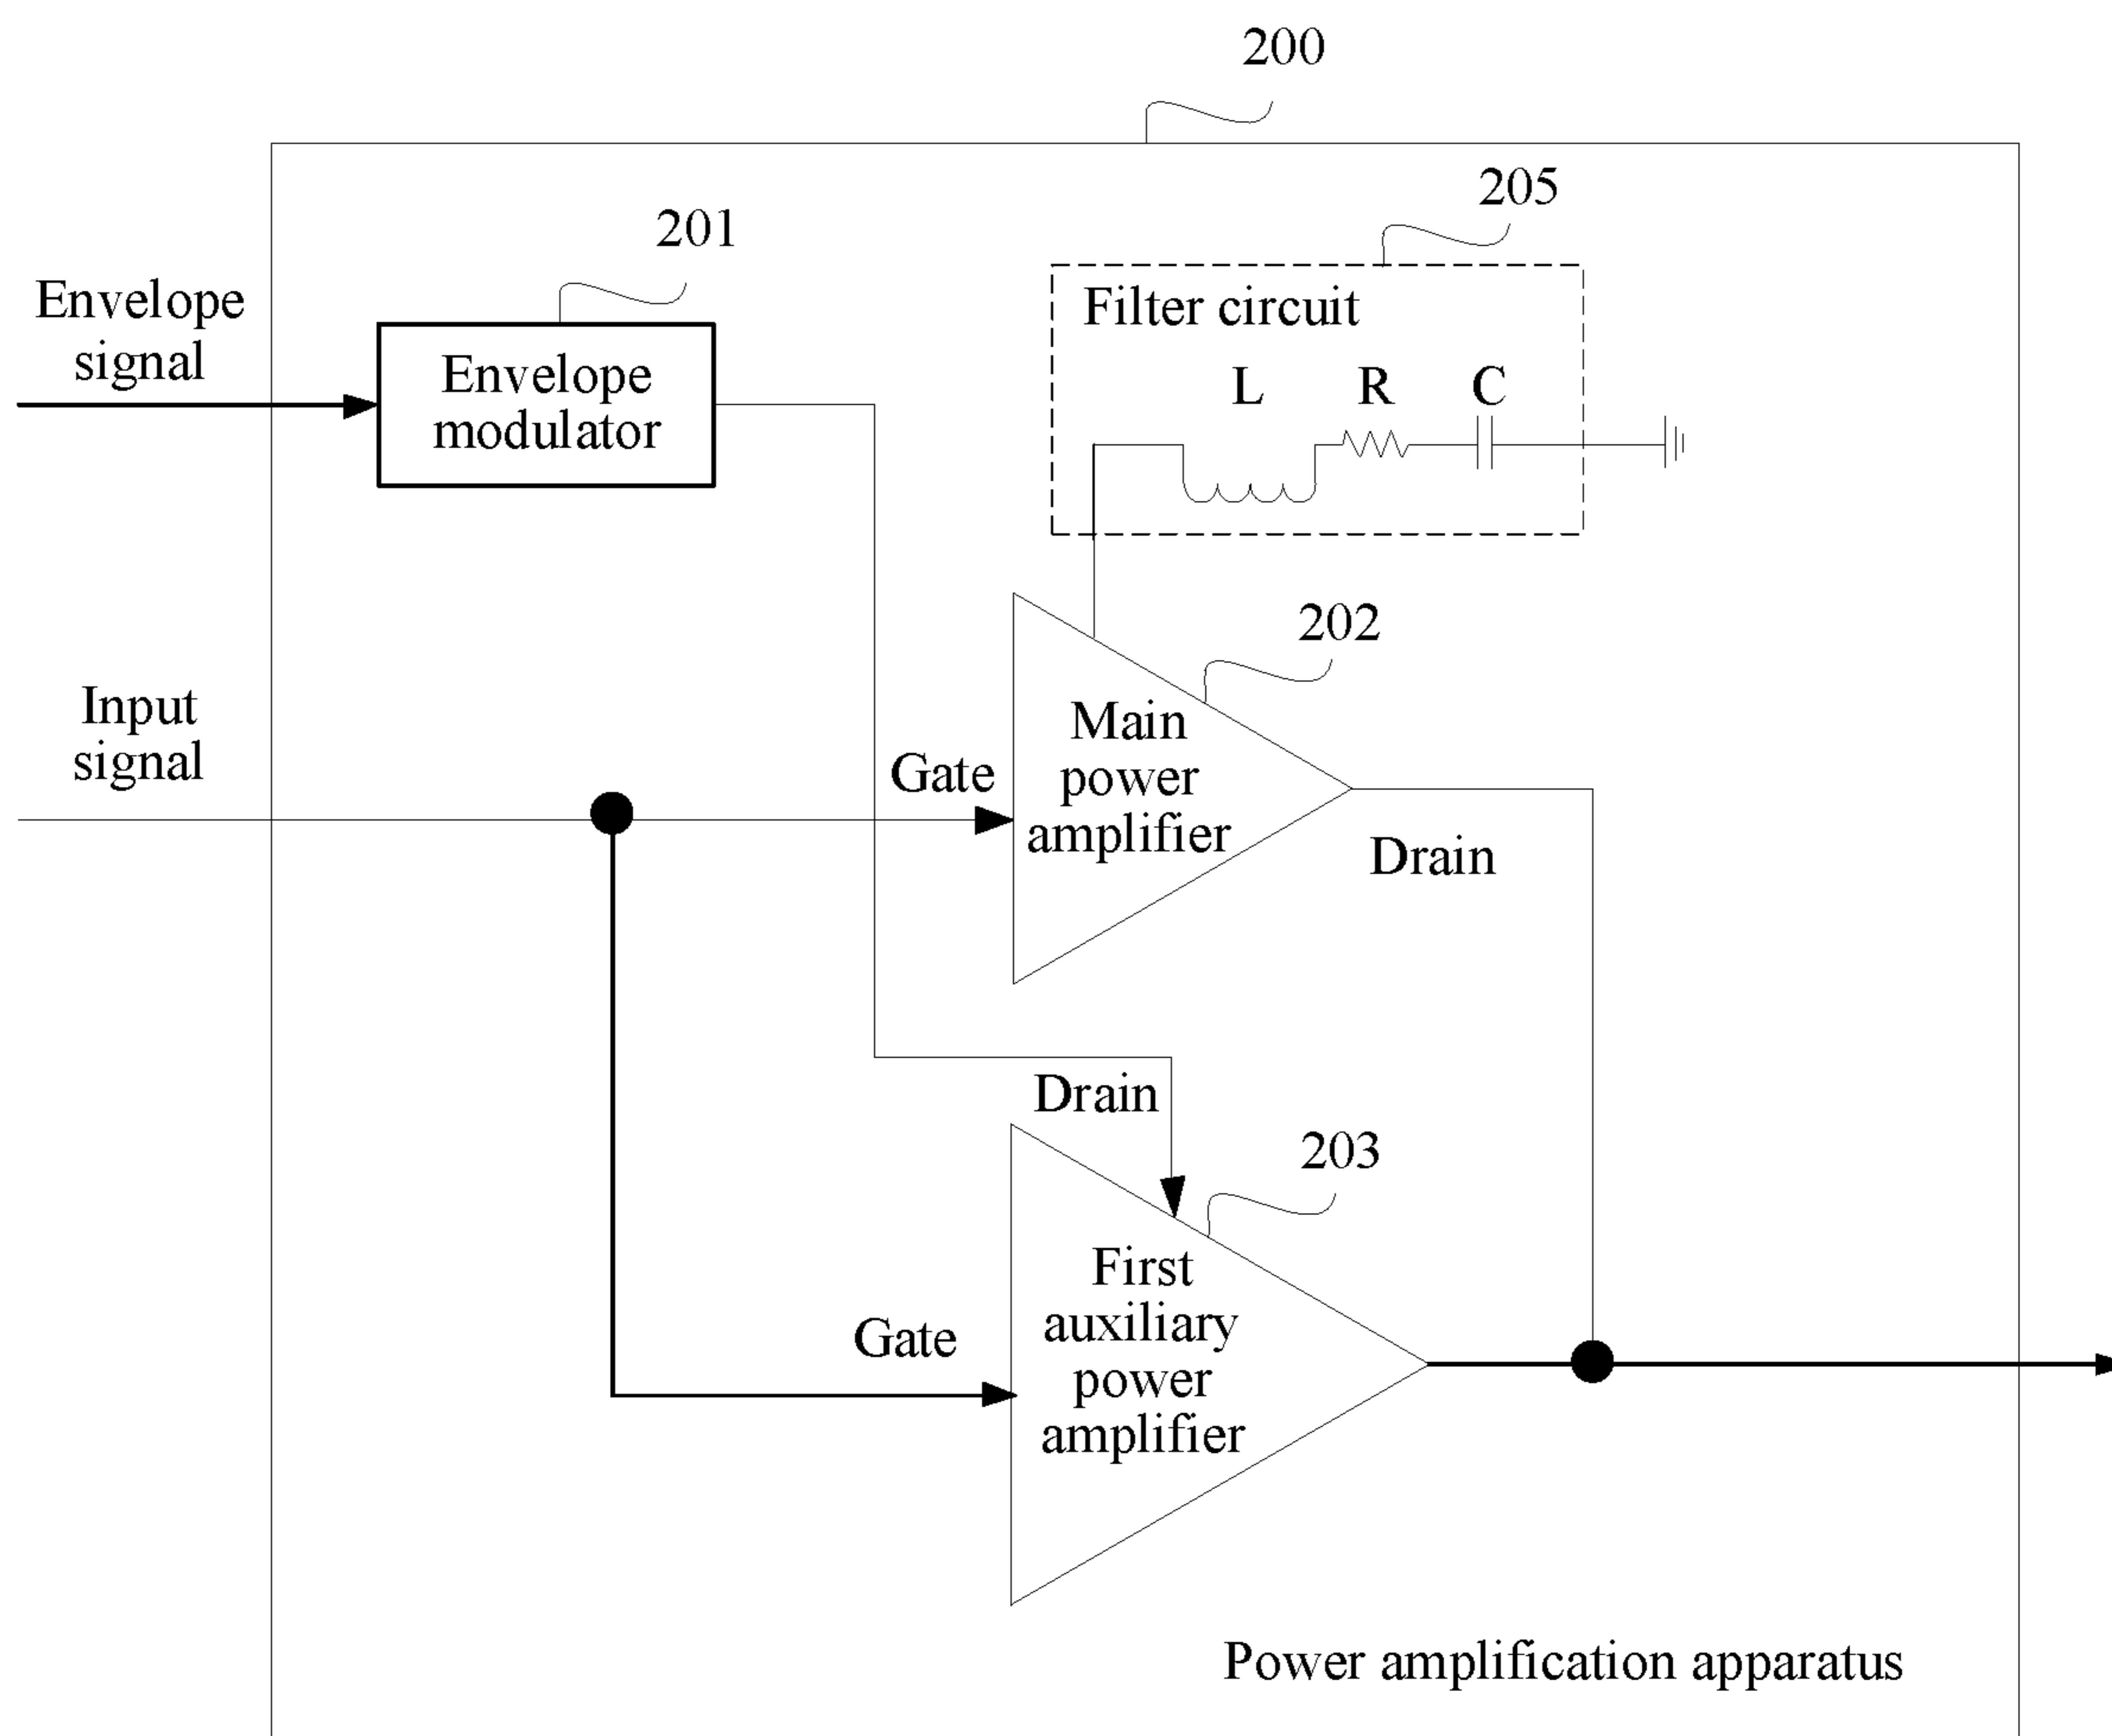 200
205
201
Envelope
signal
Envelope
modulator
Filter circuit
L R C
202
Input
signal
Gate
Main
power
amplifier
Drain
Drain
203
First
auxiliary
power
amplifier
Gate
Power amplification apparatus